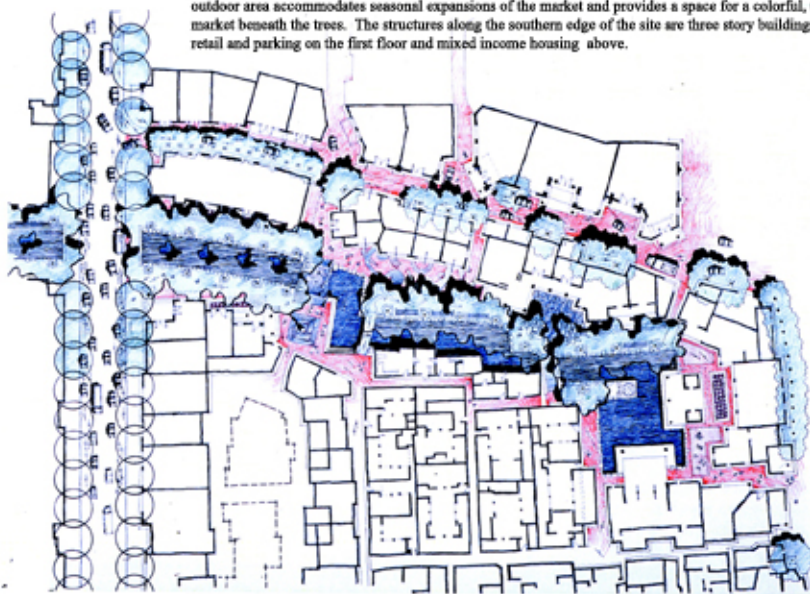 outdoor area accommodates seasonal expansions of the market and provides a space for a colorful,
market beneath the trees. The structures along the southern edge of the site are three story building
retail and parking on the first floor and mixed income housing above.